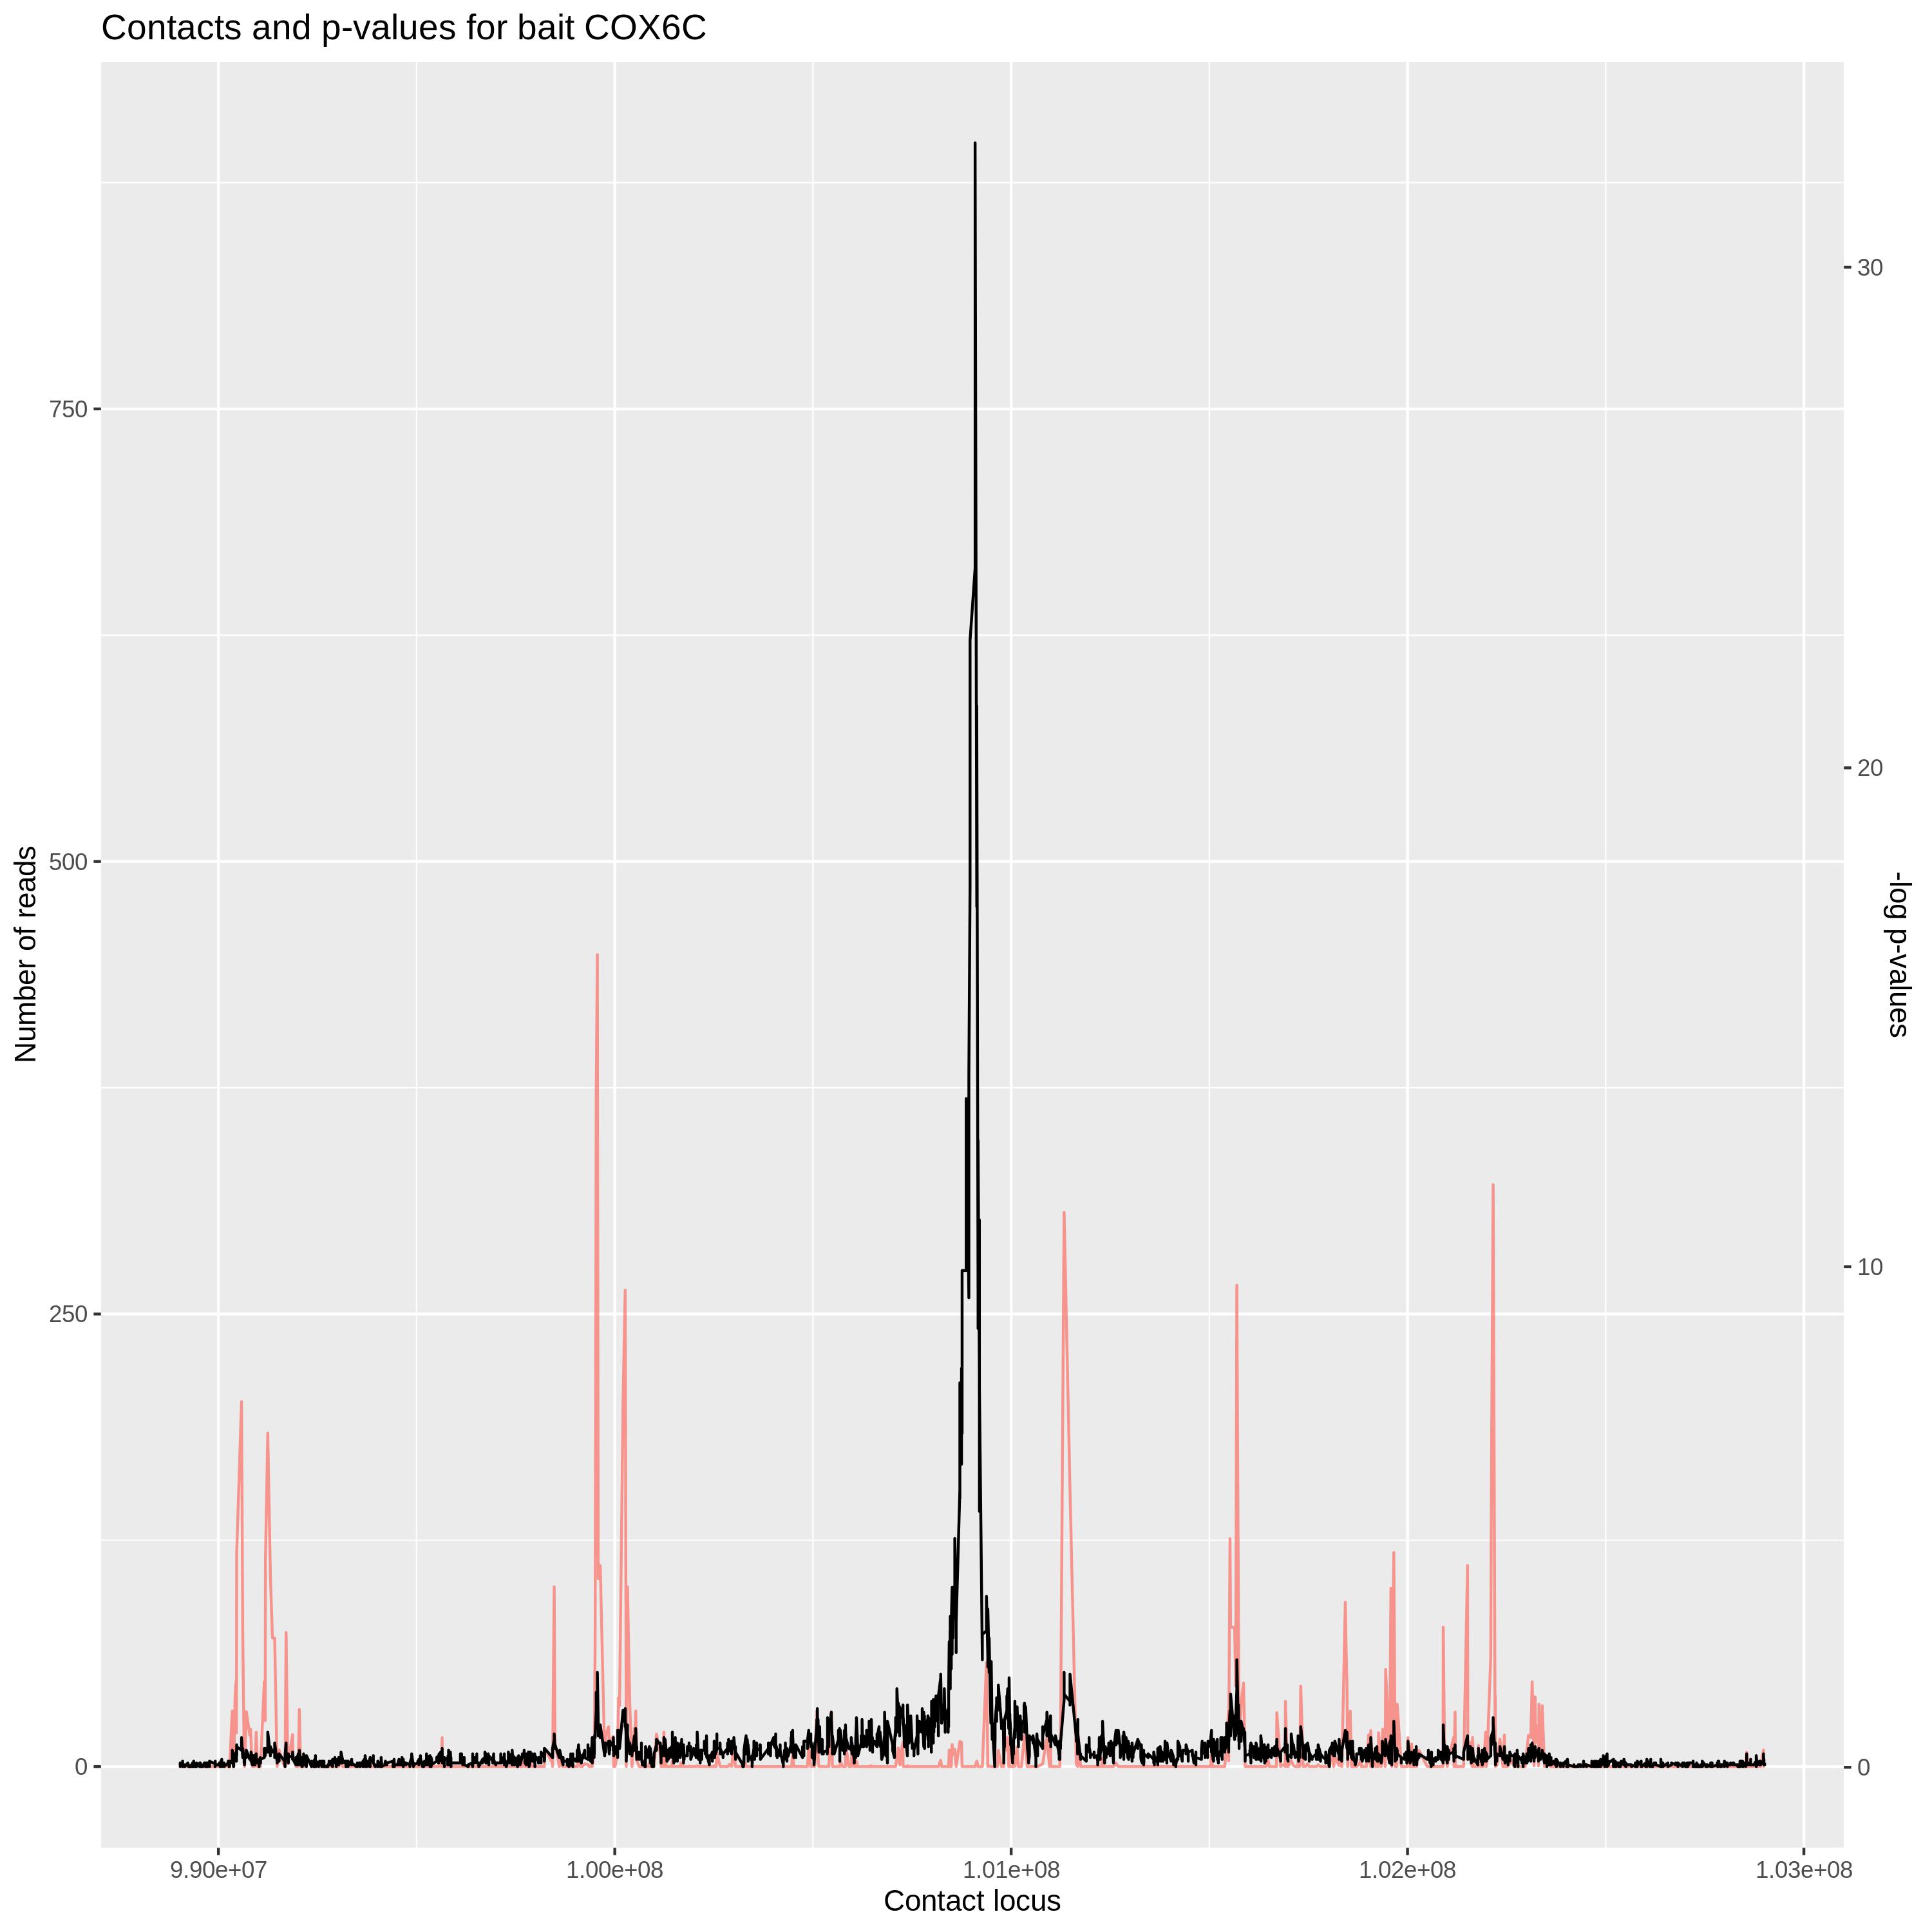 Contacts and p-values for bait COX6C
Number of reads
750
500
250
0
30
20
10
0
-log p-values
9.90e+07
1.00e+08
1.01e+08
1.02e+08
1.03e+08
Contact locus